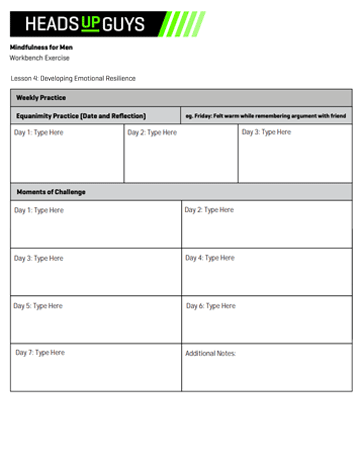 HEADSUPGUYS
Mindfulness for Men
Workbench Exercise
Lesson 4: Developing Emotional Resilience
Weekly Practice
Equanimity Practice (Date and Reflection) eg. Friday: Felt warm while remembering argument with friend
Day 1: Type Here Day 2: Type Here Day 3: Type Here
Moments of Challenge
Day 1: Type Here Day 2: Type Here
Day 3: Type Here Day 4: Type Here
Day 5: Type Here Day 6: Type Here
Day 7: Type Here Additional Notes: